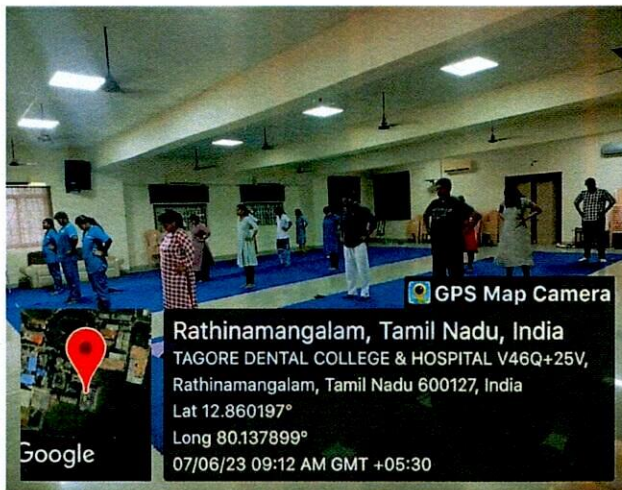 GPS Map Camera
Rathinamangalam, Tamil Nadu, India
TAGORE DENTAL COLLEGE & HOSPITAL V46Q+25V,
Rathinamangalam, Tamil Nadu 600127, India
Lat 12.860197°
Long 80.137899°
07/06/23 09:12 AM GMT +05:30
Google